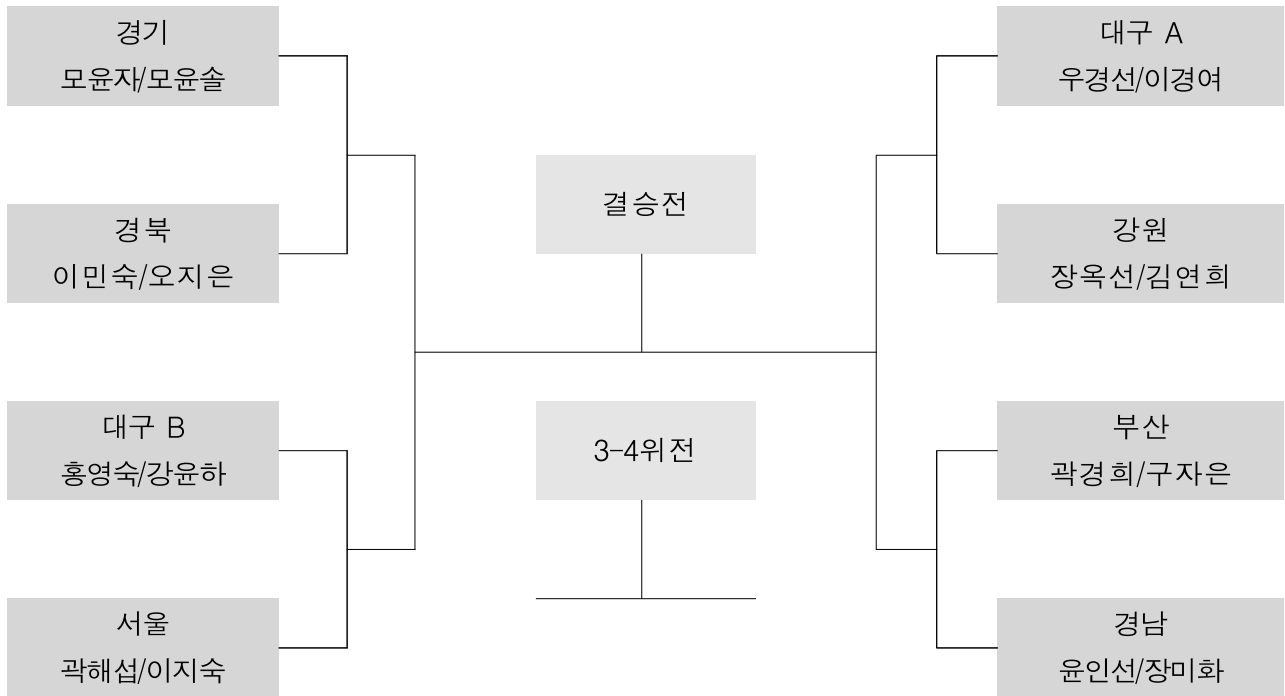 경기
모윤자/모윤솔
경북
이민숙/오지은
대구 B
홍영숙/강윤하
서울
곽해섭/이지숙
결승전
3-4위전
대구 A
우경선/이경여
강원
장옥선/김연희
부산
곽경희/구자은
경남
윤인선/장미화